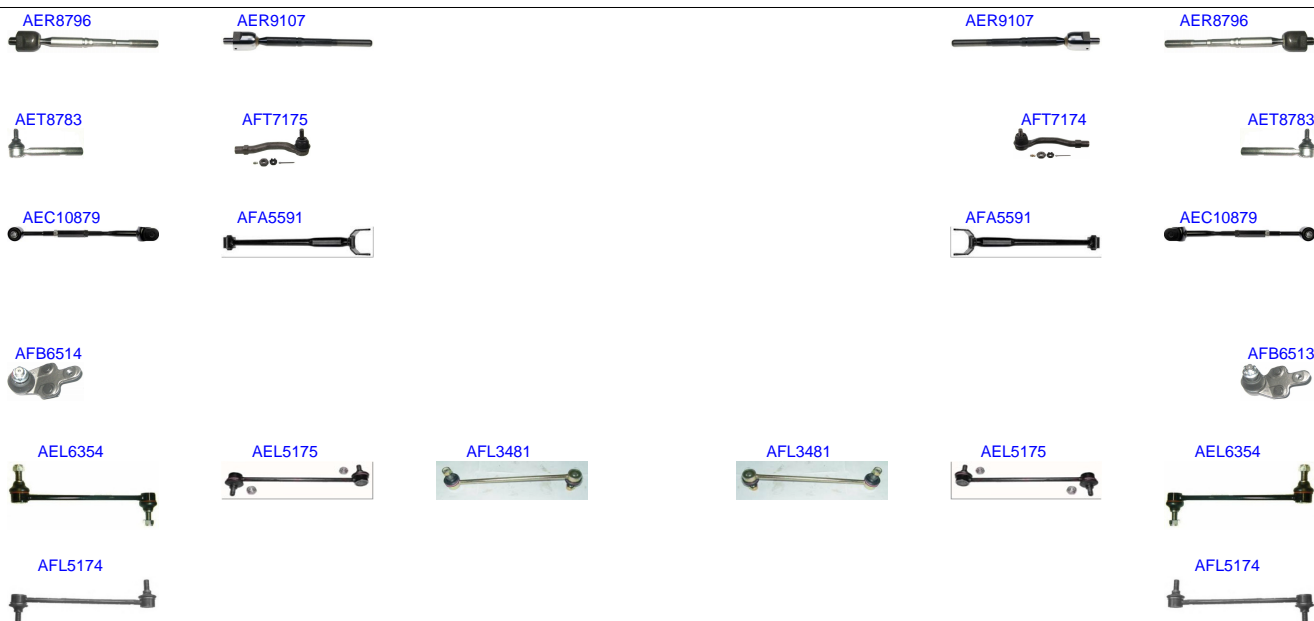 AER8796 AER9107 AER9107 AER8796
AET8783 AFT7175 AFT7174 AET8783
AEC10879 AFA5591 AFA5591 AEC10879
AFB6514 AFB6513
AEL6354 AEL5175 AFL3481 AFL3481 AEL5175 AEL6354
AFL5174 AFL5174